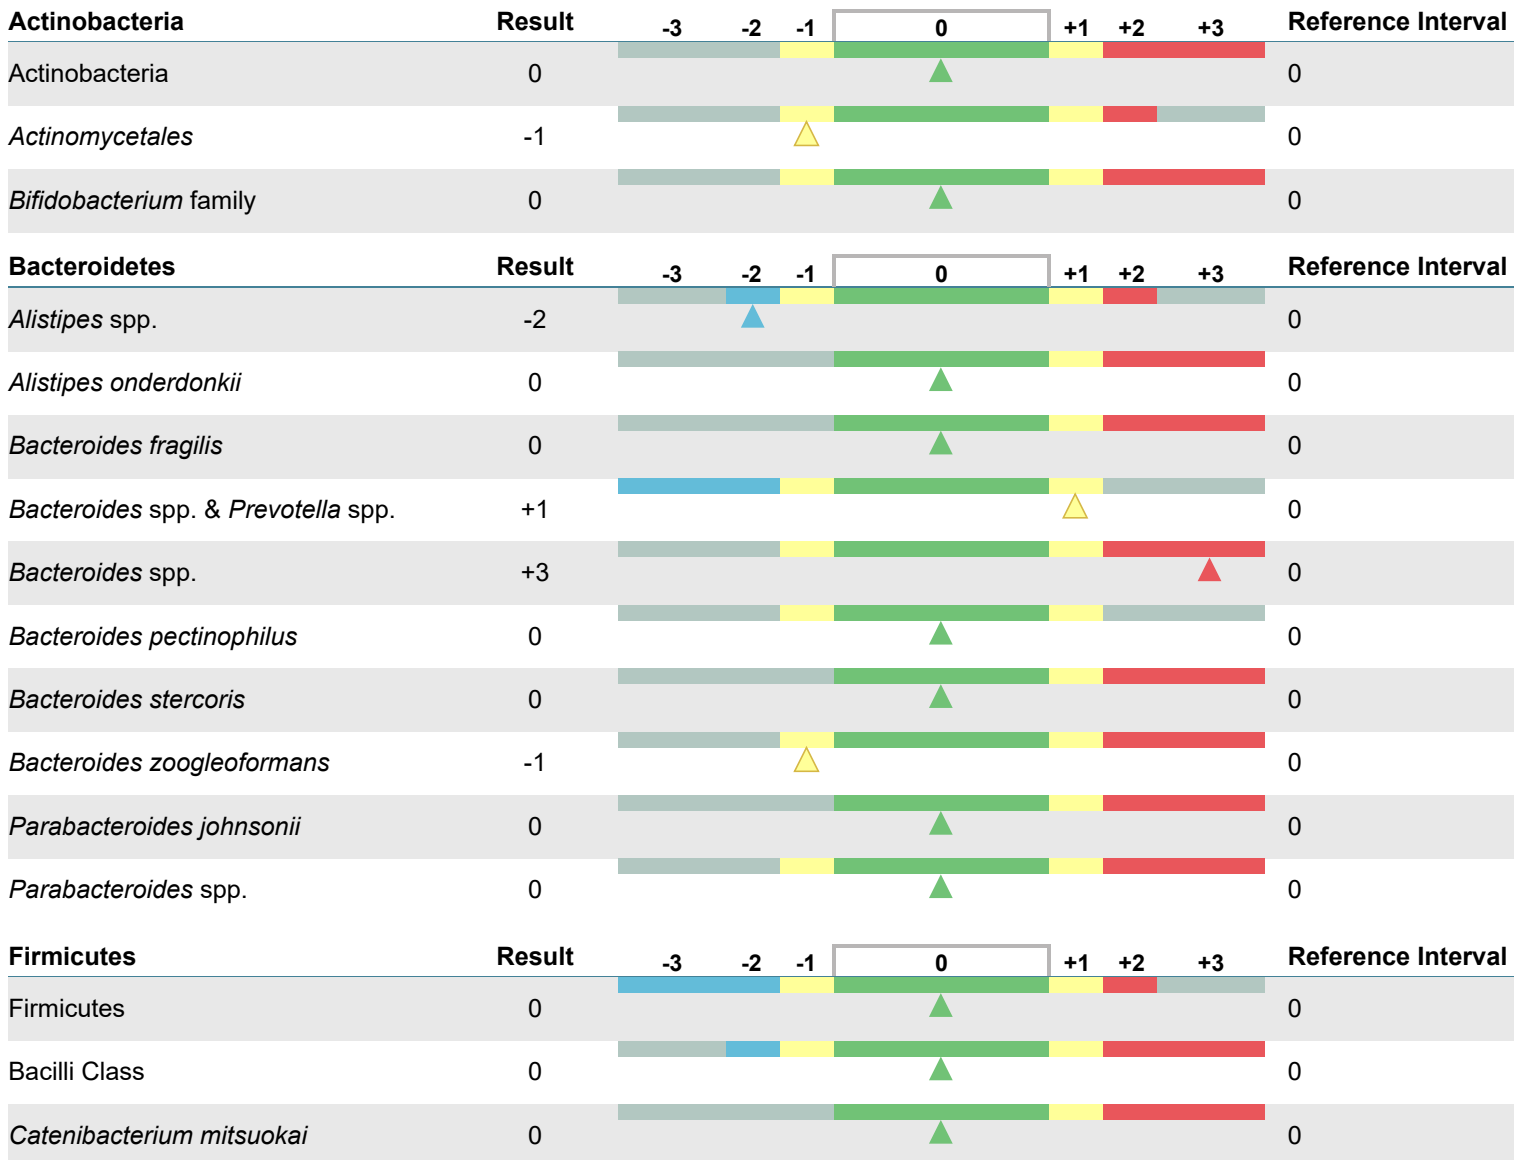 Actinobacteria Result -3 -2 -1 0 +1 +2 +3 Reference Interval
Actinobacteria 0 0
Actinomycetales -1 0
Bifidobacterium family 0 0
Bacteroidetes Result -3 -2 -1 0 +1 +2 +3 Reference Interval
Alistipes spp. -2 0
Alistipes onderdonkii 0 0
Bacteroides fragilis 0 0
Bacteroides spp. & Prevotella spp. +1 0
Bacteroides spp. +3 0
Bacteroides pectinophilus 0 0
Bacteroides stercoris 0 0
Bacteroides zoogleoformans -1 0
Parabacteroides johnsonii 0 0
Parabacteroides spp. 0 0
Firmicutes Result -3 -2 -1 0 +1 +2 +3 Reference Interval
Firmicutes 0 0
Bacilli Class 0 0
Catenibacterium mitsuokai 0 0